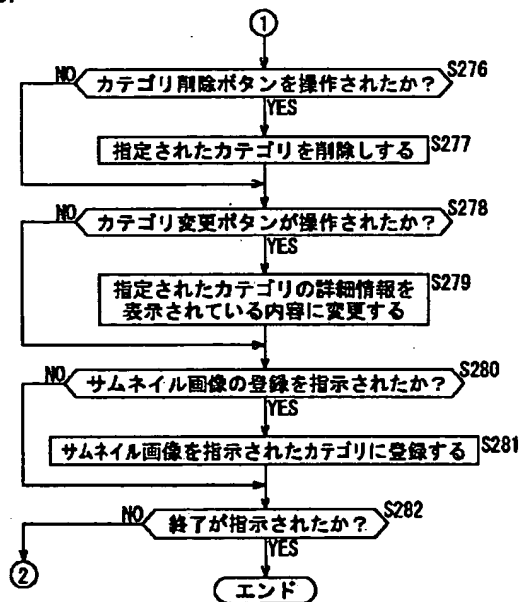 ①
カテゴリ削除ボタンを操作されたか?
S276
NO
YES
指定されたカテゴリを削除しする
S277
カテゴリ変更ボタンが操作されたか?
S278
NO
YES
指定されたカテゴリの詳細情報を
表示されている内容に変更する
S279
サムネイル画像の登録を指示されたか?
S280
NO
YES
サムネイル画像を指示されたカテゴリに登録する
S281
終了が指示されたか?
S282
NO
YES
②
エンド